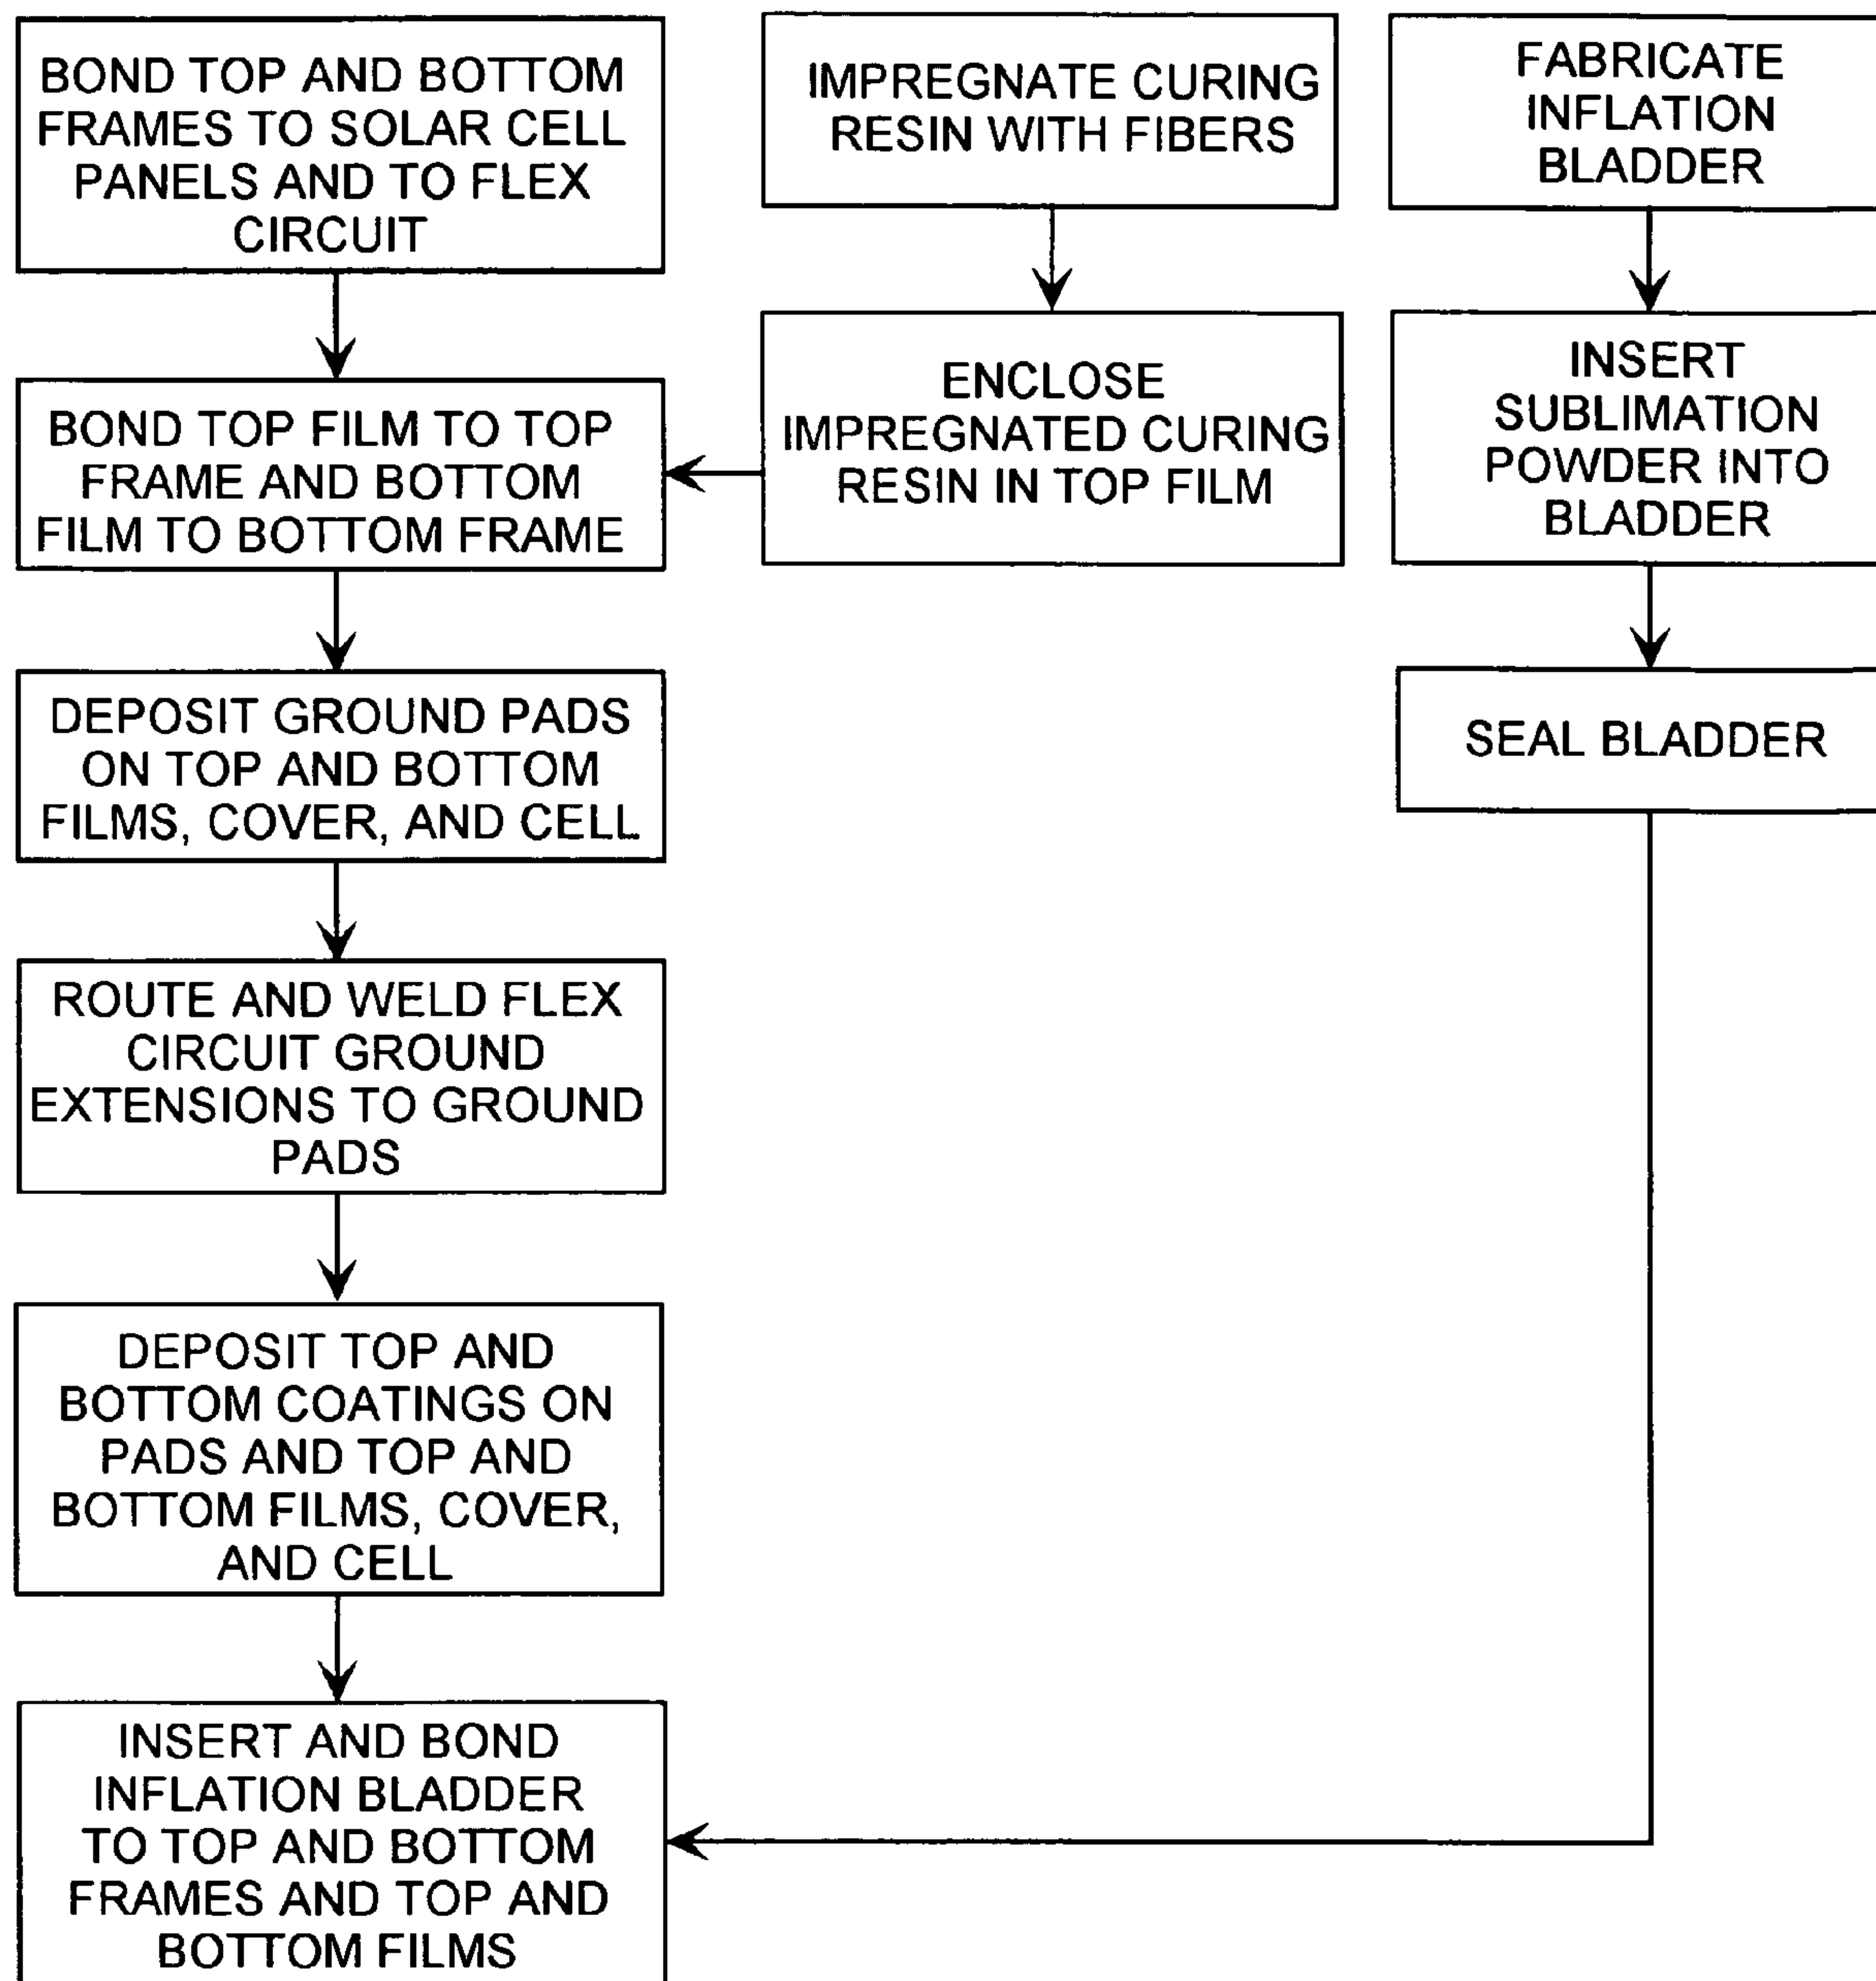 BOND TOP AND BOTTOM
FRAMES TO SOLAR CELL
PANELS AND TO FLEX
CIRCUIT
IMPREGNATE CURING
RESIN WITH FIBERS
FABRICATE
INFLATION
BLADDER
BOND TOP FILM TO TOP
FRAME AND BOTTOM
FILM TO BOTTOM FRAME
ENCLOSE
IMPREGNATED CURING
RESIN IN TOP FILM
INSERT
SUBLIMATION
POWDER INTO
BLADDER
DEPOSIT GROUND PADS
ON TOP AND BOTTOM
FILMS, COVER, AND CELL
SEAL BLADDER
ROUTE AND WELD FLEX
CIRCUIT GROUND
EXTENSIONS TO GROUND
PADS
DEPOSIT TOP AND
BOTTOM COATINGS ON
PADS AND TOP AND
BOTTOM FILMS, COVER,
AND CELL
INSERT AND BOND
INFLATION BLADDER
TO TOP AND BOTTOM
FRAMES AND TOP AND
BOTTOM FILMS